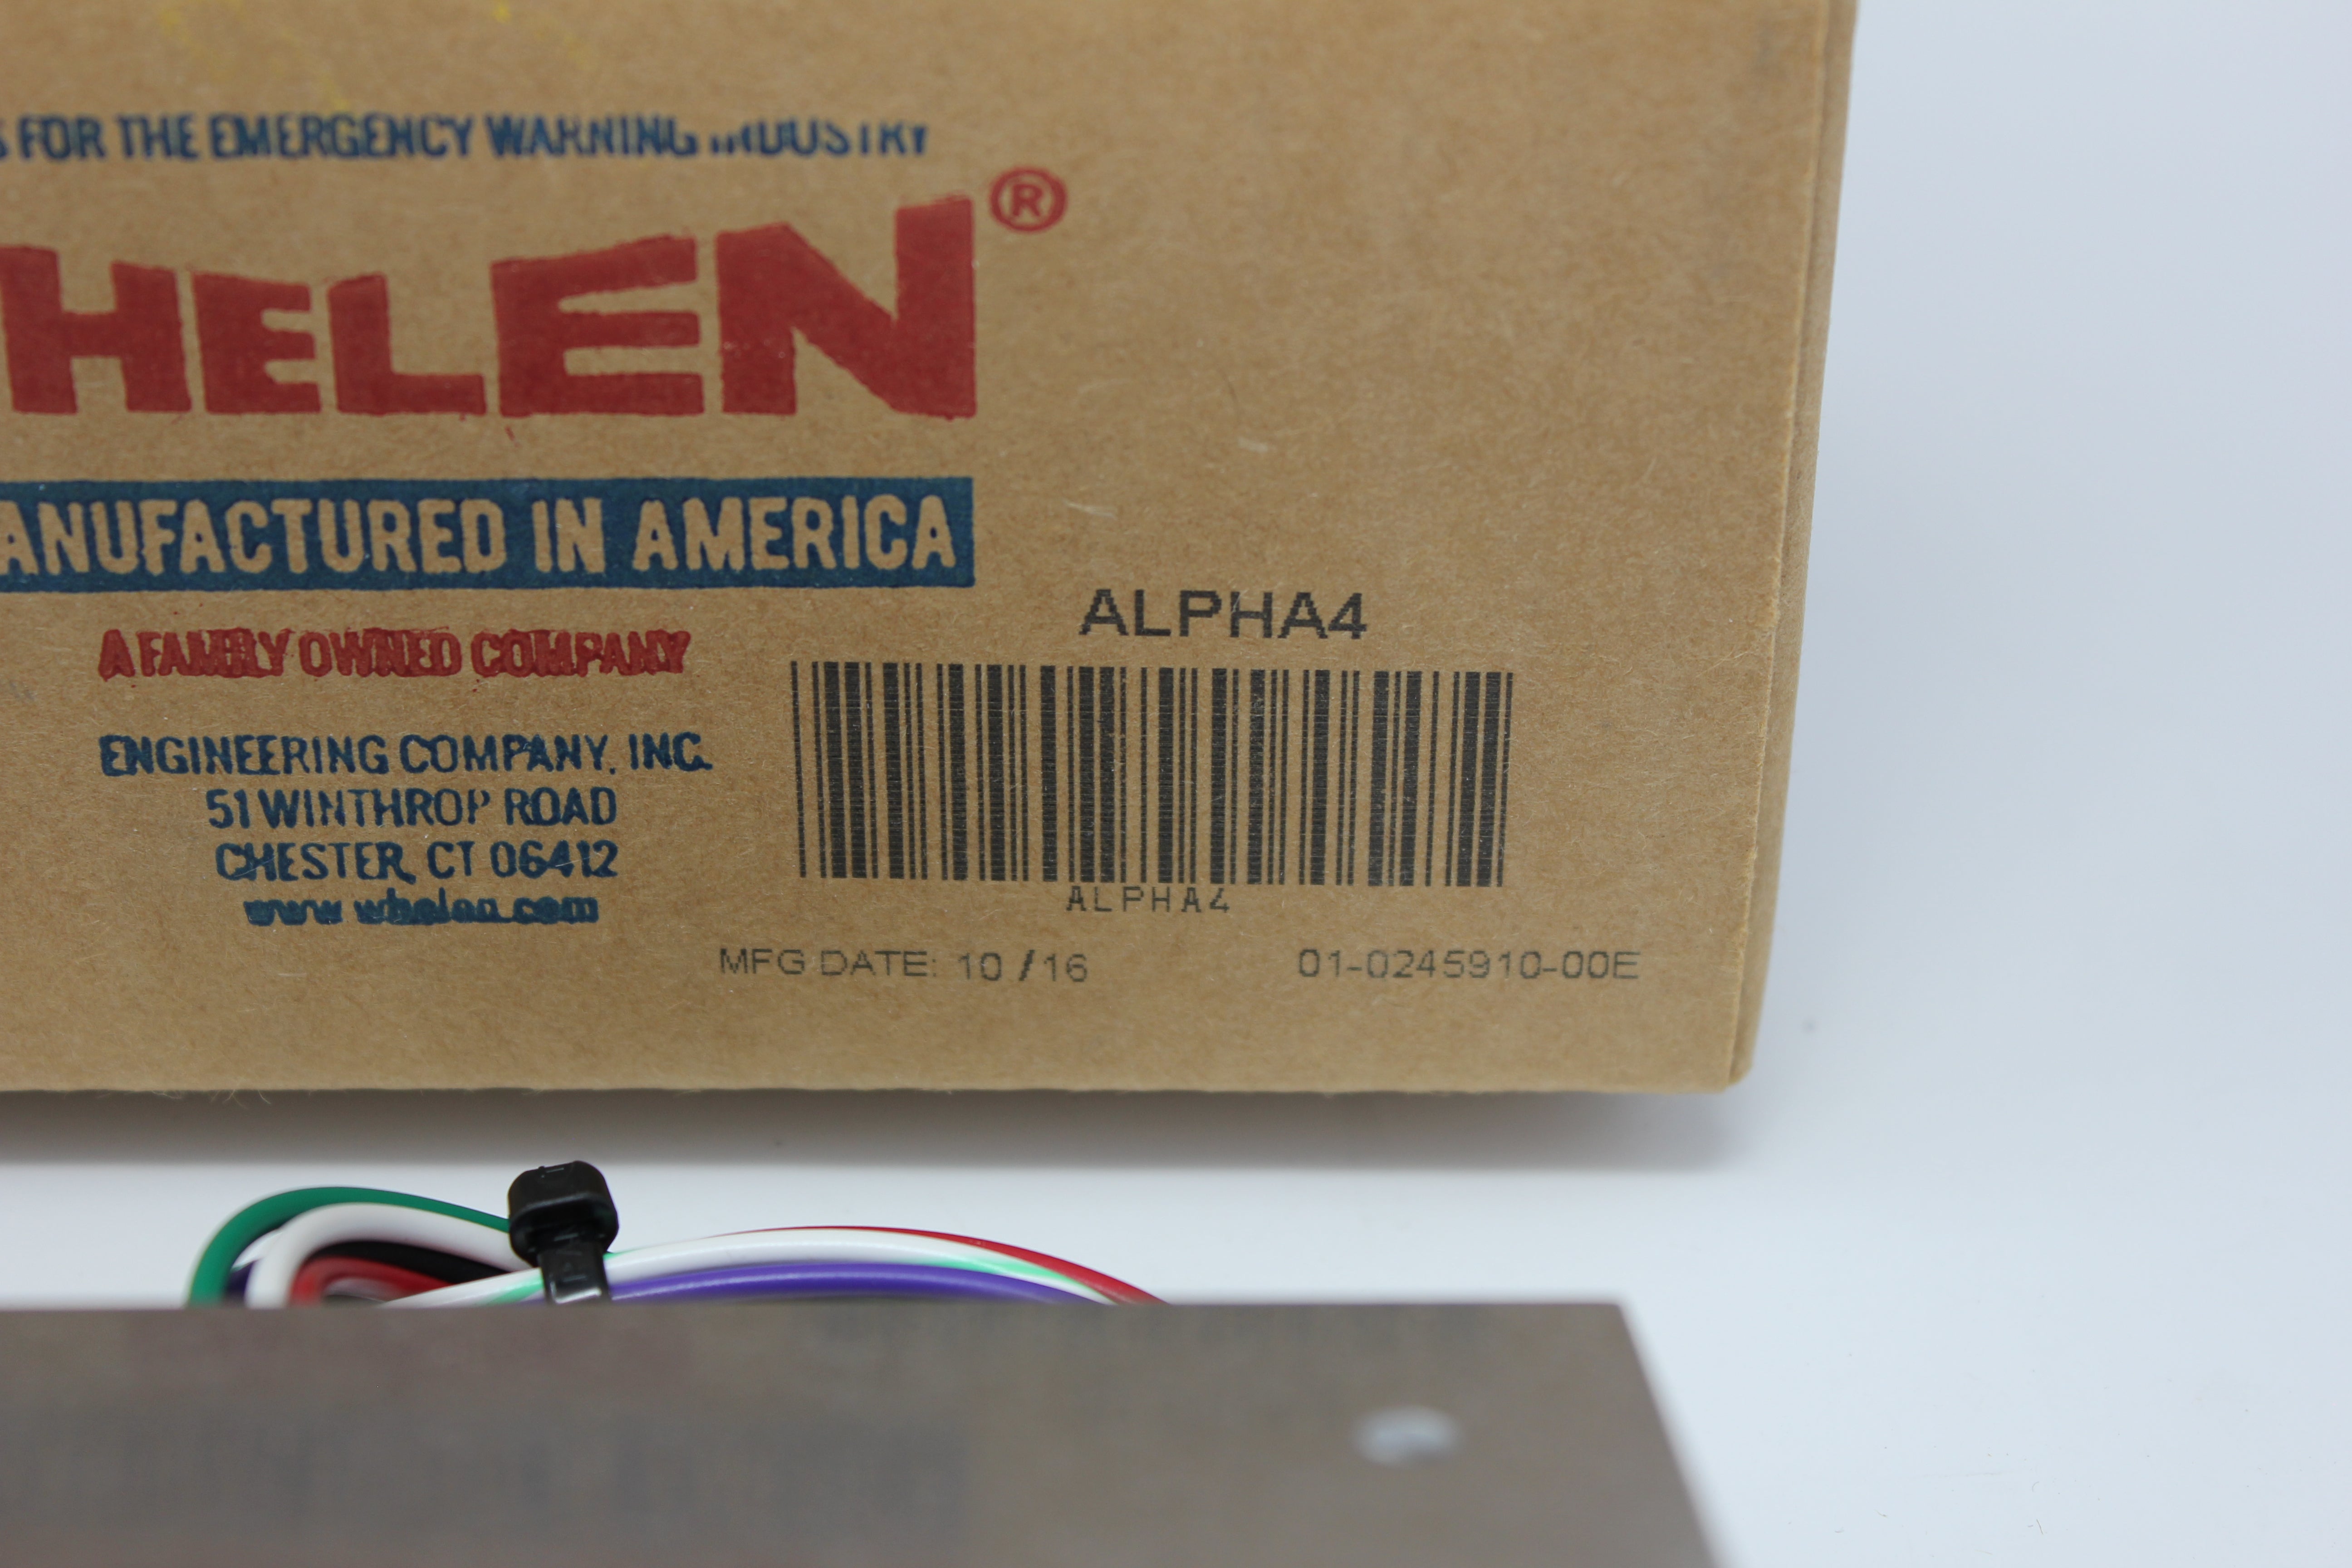 FOR THE EMERGENCY WARNING INDUSTRY
HELEN®
ANUFACTURED IN AMERICA
A FAMILY OWNED COMPANY
ENGINEERING COMPANY, INC.
51 WINTHROP ROAD
CHESTER, CT 06412
www.whelen.com
ALPHA4
ALPHA4
MFG DATE: 10 / 16
01-0245910-00E